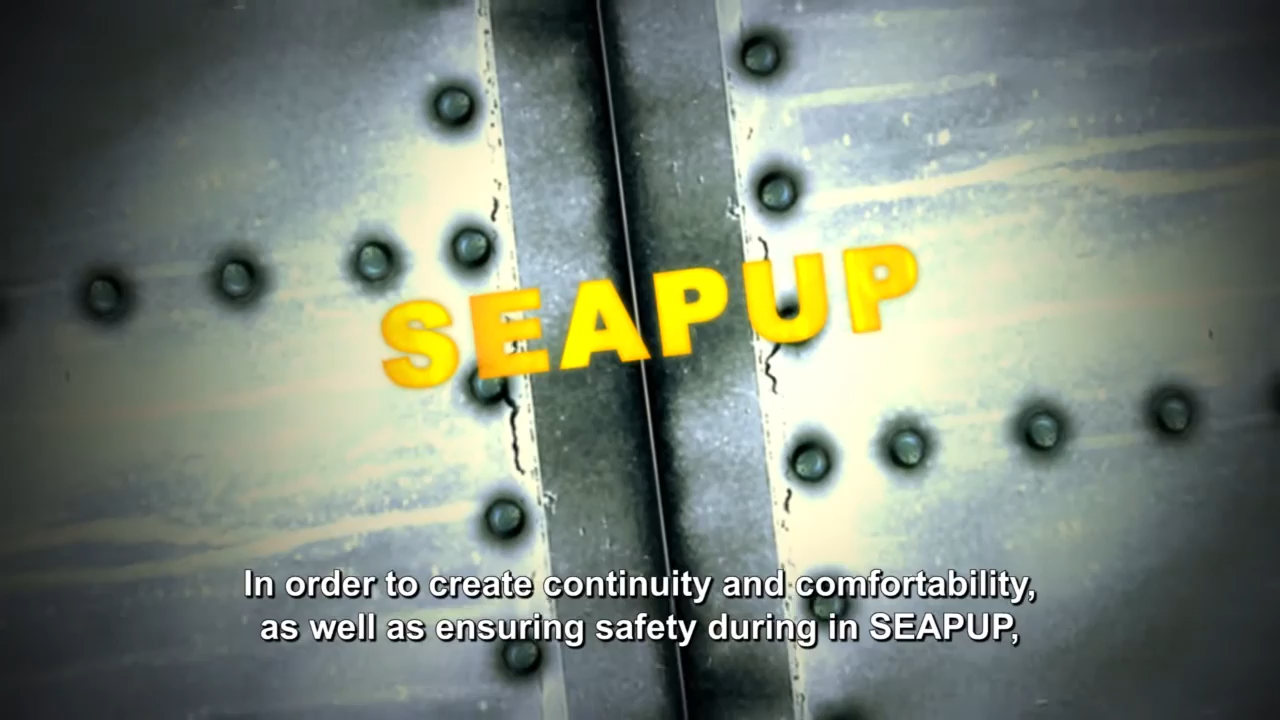 SEAPUP
In order to create continuity and comfortability,
as well as ensuring safety during in SEAPUP,